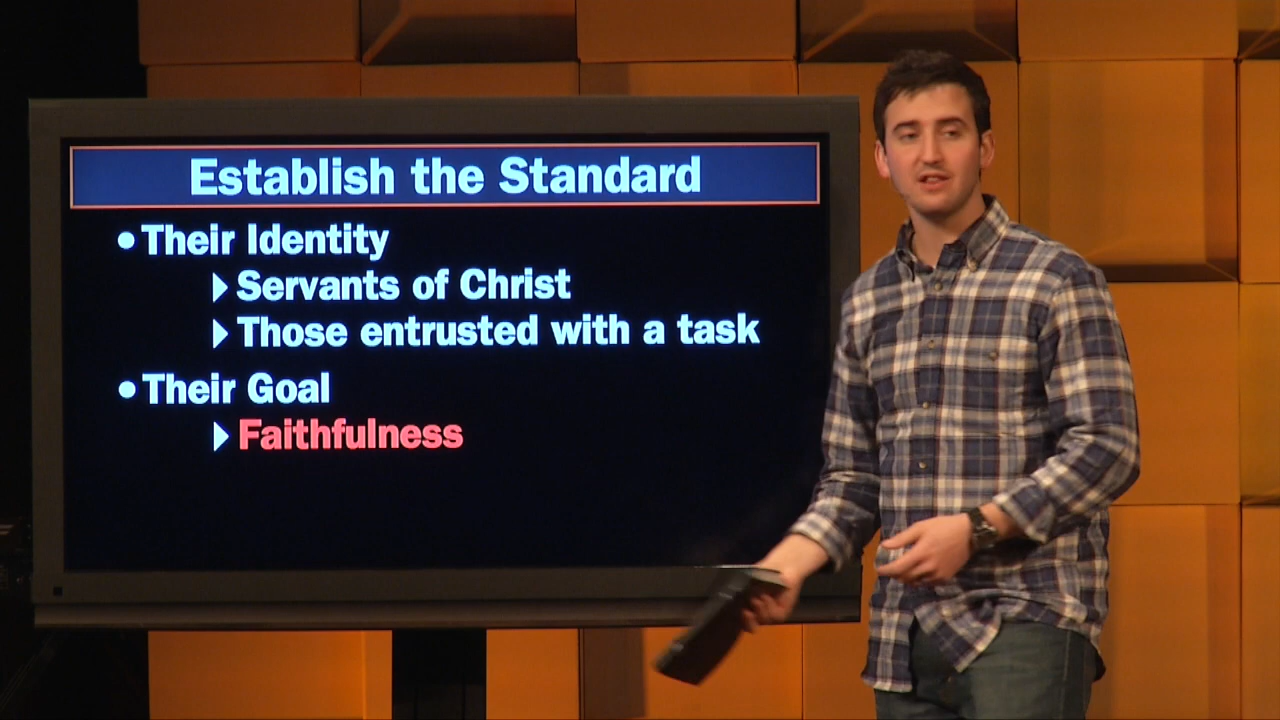 Establish the Standard
• Their Identity
▸ Servants of Christ
▸ Those entrusted with a task
• Their Goal
▸ Faithfulness